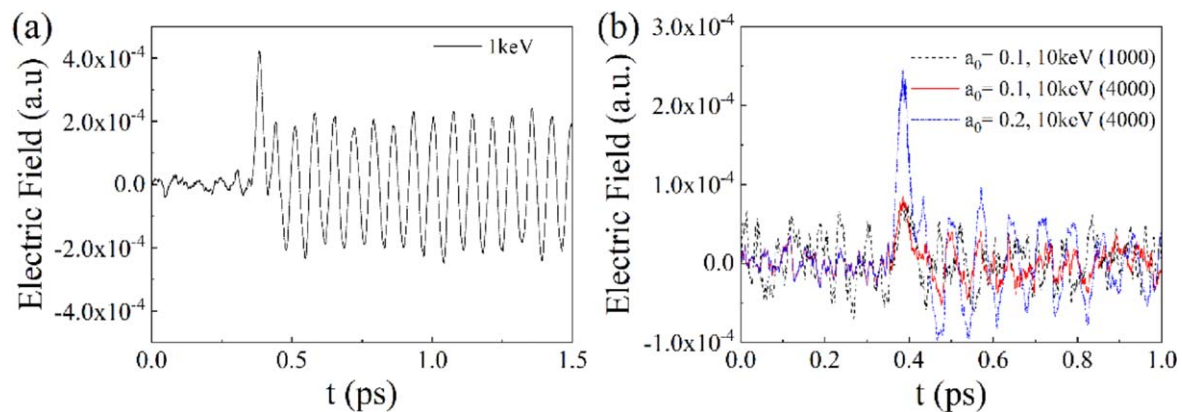 (a)
1keV
Electric Field (a.u)
4.0x10⁻⁴
2.0x10⁻⁴
0.0
-2.0x10⁻⁴
-4.0x10⁻⁴
0.0 0.5 1.0 1.5
t (ps)
(b)
a₀= 0.1, 10keV (1000)
a₀= 0.1, 10keV (4000)
a₀= 0.2, 10keV (4000)
Electric Field (a.u.)
3.0x10⁻⁴
2.0x10⁻⁴
1.0x10⁻⁴
0.0
-1.0x10⁻⁴
0.0 0.2 0.4 0.6 0.8 1.0
t (ps)